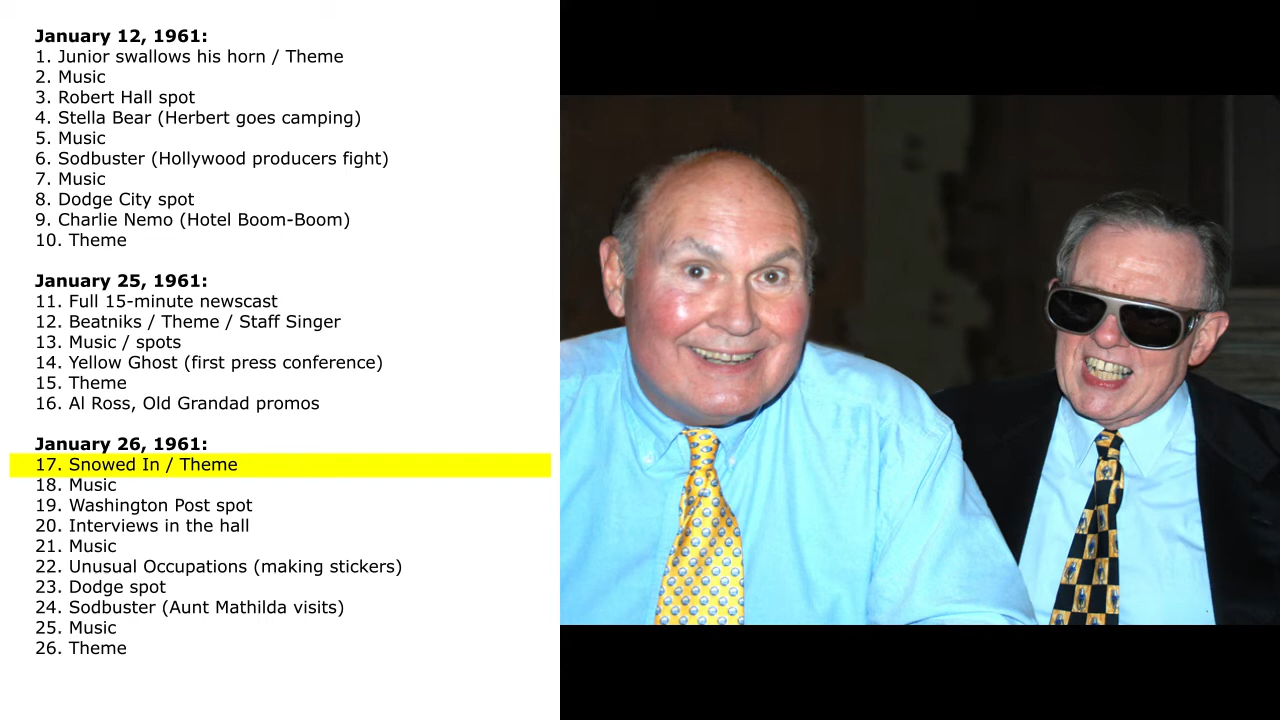 January 12, 1961:
1. Junior swallows his horn / Theme
2. Music
3. Robert Hall spot
4. Stella Bear (Herbert goes camping)
5. Music
6. Sodbuster (Hollywood producers fight)
7. Music
8. Dodge City spot
9. Charlie Nemo (Hotel Boom-Boom)
10. Theme
January 25, 1961:
11. Full 15-minute newscast
12. Beatniks / Theme / Staff Singer
13. Music / spots
14. Yellow Ghost (first press conference)
15. Theme
16. Al Ross, Old Grandad promos
January 26, 1961:
17. Snowed In / Theme
18. Music
19. Washington Post spot
20. Interviews in the hall
21. Music
22. Unusual Occupations (making stickers)
23. Dodge spot
24. Sodbuster (Aunt Mathilda visits)
25. Music
26. Theme